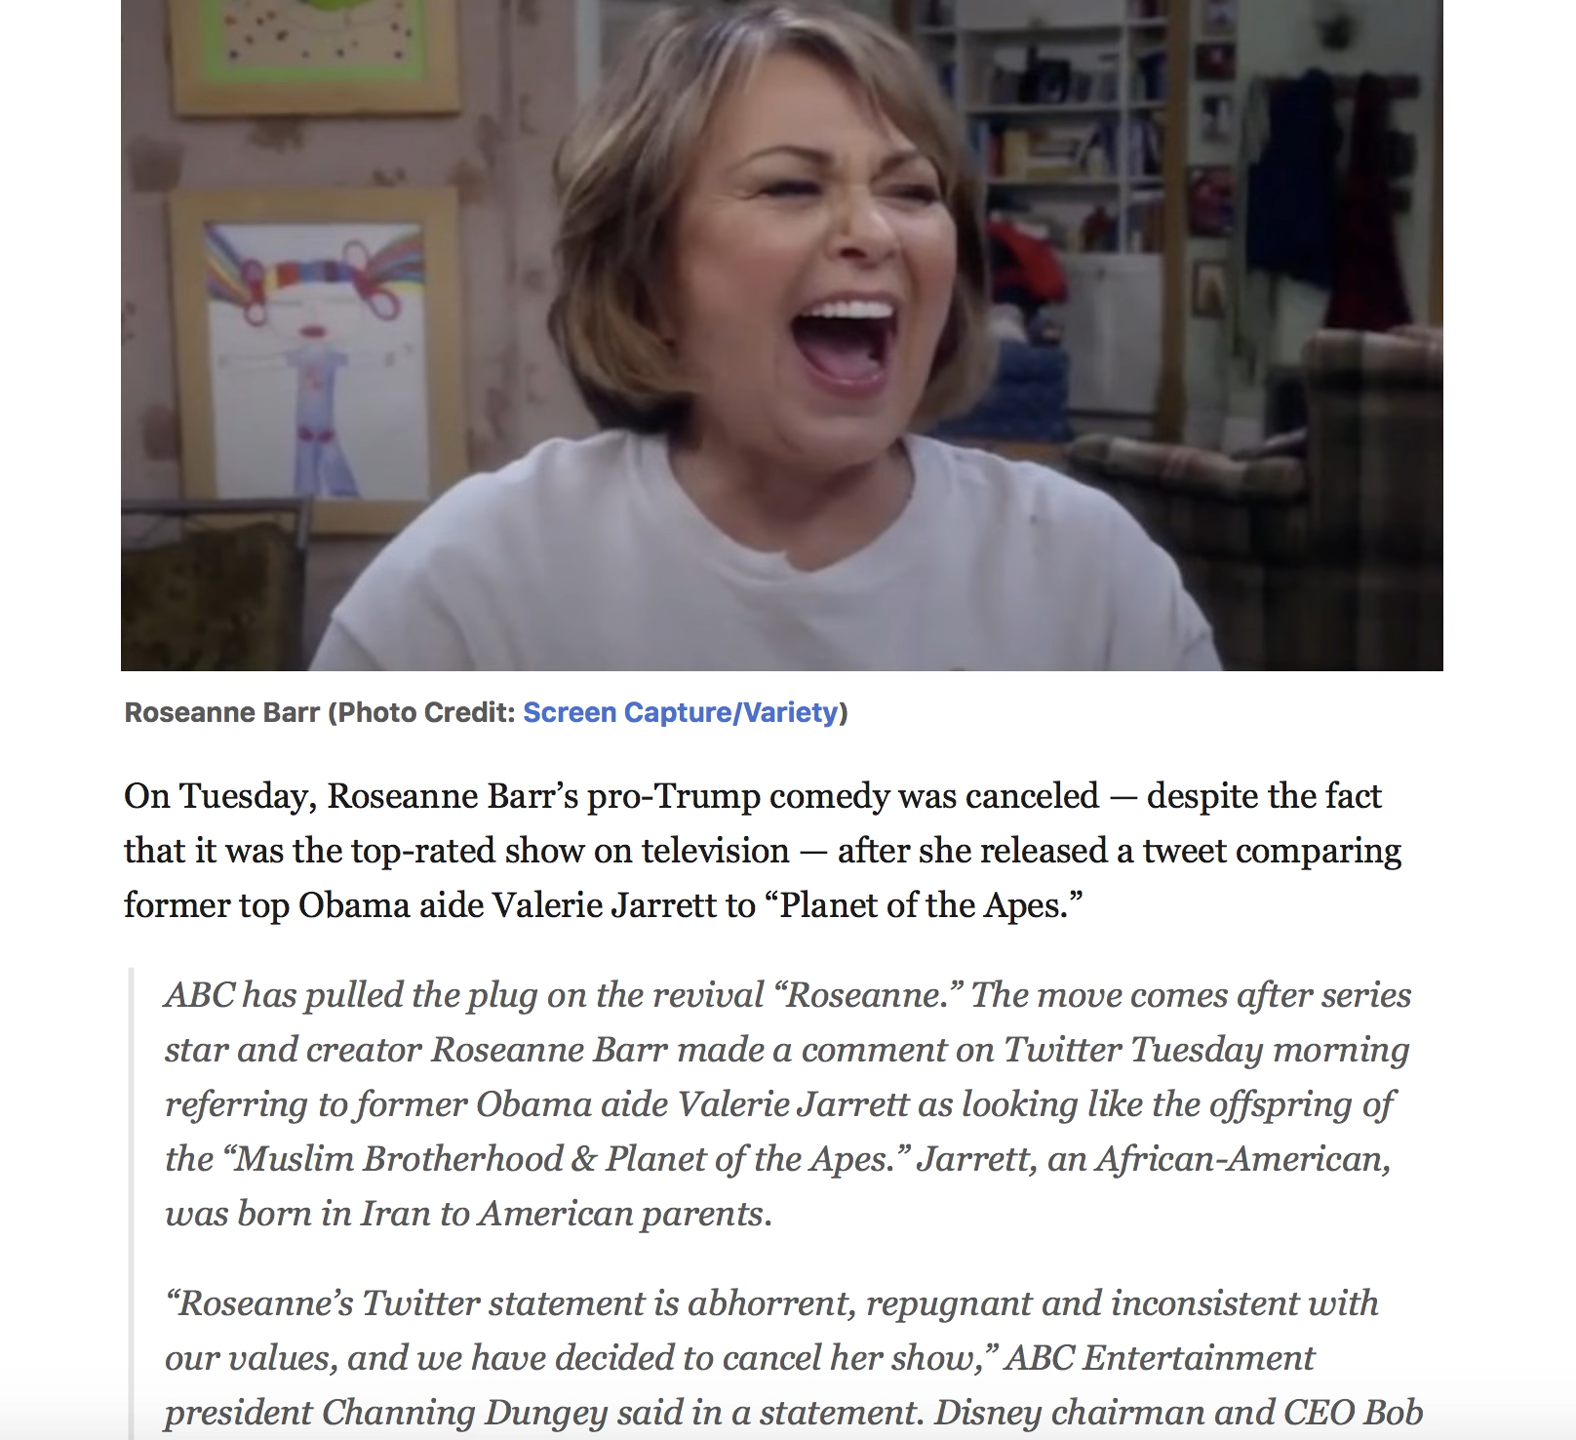 Roseanne Barr (Photo Credit: Screen Capture/Variety)
On Tuesday, Roseanne Barr’s pro-Trump comedy was canceled — despite the fact
that it was the top-rated show on television — after she released a tweet comparing
former top Obama aide Valerie Jarrett to “Planet of the Apes.”
ABC has pulled the plug on the revival “Roseanne.” The move comes after series
star and creator Roseanne Barr made a comment on Twitter Tuesday morning
referring to former Obama aide Valerie Jarrett as looking like the offspring of
the “Muslim Brotherhood & Planet of the Apes.” Jarrett, an African-American,
was born in Iran to American parents.
“Roseanne’s Twitter statement is abhorrent, repugnant and inconsistent with
our values, and we have decided to cancel her show,” ABC Entertainment
president Channing Dungey said in a statement. Disney chairman and CEO Bob